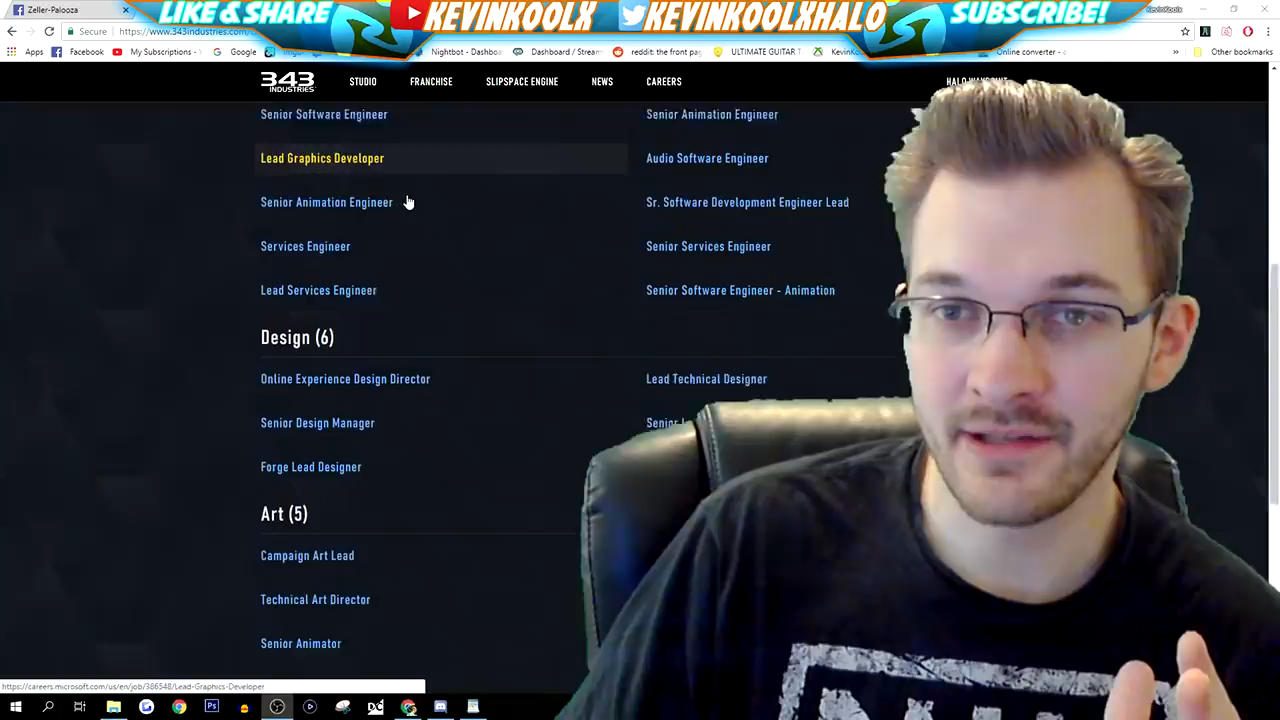 Zeller-Palooza
LIKE & SHARE
KEVINKOOLX
KEVINKOOLXHALO
SUBSCRIBE!
KevinKoolx
Secure
https://www.343industries.com/
Apps
Facebook
My Subscriptions -
Google
Nightbot - Dashboa
Dashboard / Stream
reddit: the front pag
ULTIMATE GUITAR T
Online converter -
Other bookmarks
343
INDUSTRIES
STUDIO
FRANCHISE
SLIPSPACE ENGINE
NEWS
CAREERS
Senior Software Engineer
Senior Animation Engineer
Lead Graphics Developer
Audio Software Engineer
Senior Animation Engineer
Sr. Software Development Engineer Lead
Services Engineer
Senior Services Engineer
Lead Services Engineer
Senior Software Engineer - Animation
Design (6)
Online Experience Design Director
Lead Technical Designer
Senior Design Manager
Senior
Forge Lead Designer
Art (5)
Campaign Art Lead
Technical Art Director
Senior Animator
https://careers.microsoft.com/us/en/job/386548/Lead-Graphics-Developer